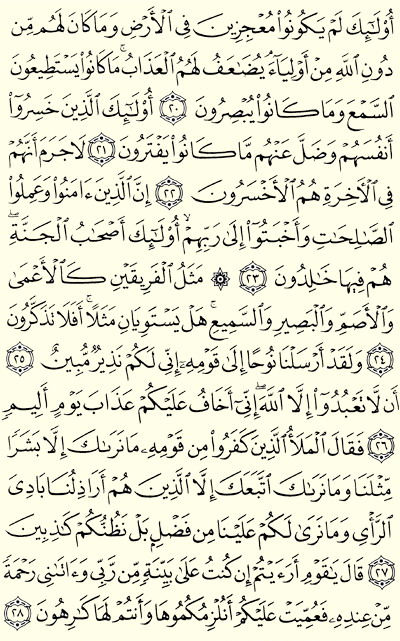 أُوْلَـٰٓئِكَ لَمْ يَكُونُوا۟ مُعْجِزِينَ فِى ٱلْأَرْضِ وَمَا كَانَ لَهُم مِّن
دُونِ ٱللَّهِ مِنْ أَوْلِيَآءَ ۘ يُضَـٰعَفُ لَهُمُ ٱلْعَذَابُ ۚ مَا كَانُوا۟ يَسْتَطِيعُونَ
ٱلسَّمْعَ وَمَا كَانُوا۟ يُبْصِرُونَ ۝٢٠ أُوْلَـٰٓئِكَ ٱلَّذِينَ خَسِرُوٓا۟
أَنفُسَهُمْ وَضَلَّ عَنْهُم مَّا كَانُوا۟ يَفْتَرُونَ ۝٢١ لَا جَرَمَ أَنَّهُمْ
فِى ٱلْـَٔاخِرَةِ هُمُ ٱلْأَخْسَرُونَ ۝٢٢ إِنَّ ٱلَّذِينَ ءَامَنُوا۟ وَعَمِلُوا۟
ٱلصَّـٰلِحَـٰتِ وَأَخْبَتُوٓا۟ إِلَىٰ رَبِّهِمْ أُوْلَـٰٓئِكَ أَصْحَـٰبُ ٱلْجَنَّةِ ۖ
هُمْ فِيهَا خَـٰلِدُونَ ۝٢٣ ۞ مَثَلُ ٱلْفَرِيقَيْنِ كَٱلْأَعْمَىٰ
وَٱلْأَصَمِّ وَٱلْبَصِيرِ وَٱلسَّمِيعِ ۚ هَلْ يَسْتَوِيَانِ مَثَلًا ۚ أَفَلَا تَذَكَّرُونَ
۝٢٤ وَلَقَدْ أَرْسَلْنَا نُوحًا إِلَىٰ قَوْمِهِۦٓ إِنِّى لَكُمْ نَذِيرٌ مُّبِينٌ ۝٢٥
أَن لَّا تَعْبُدُوٓا۟ إِلَّا ٱللَّهَ ۖ إِنِّىٓ أَخَافُ عَلَيْكُمْ عَذَابَ يَوْمٍ أَلِيمٍ
۝٢٦ فَقَالَ ٱلْمَلَأُ ٱلَّذِينَ كَفَرُوا۟ مِن قَوْمِهِۦ مَا نَرَىٰكَ إِلَّا بَشَرًا
مِّثْلَنَا وَمَا نَرَىٰكَ ٱتَّبَعَكَ إِلَّا ٱلَّذِينَ هُمْ أَرَاذِلُنَا بَادِىَ
ٱلرَّأْىِ وَمَا نَرَىٰ لَكُمْ عَلَيْنَا مِن فَضْلٍۭ بَلْ نَظُنُّكُمْ كَـٰذِبِينَ
۝٢٧ قَالَ يَـٰقَوْمِ أَرَءَيْتُمْ إِن كُنتُ عَلَىٰ بَيِّنَةٍ مِّن رَّبِّى وَءَاتَىٰنِى رَحْمَةً
مِّنْ عِندِهِۦ فَعُمِّيَتْ عَلَيْكُمْ أَنُلْزِمُكُمُوهَا وَأَنتُمْ لَهَا كَـٰرِهُونَ ۝٢٨